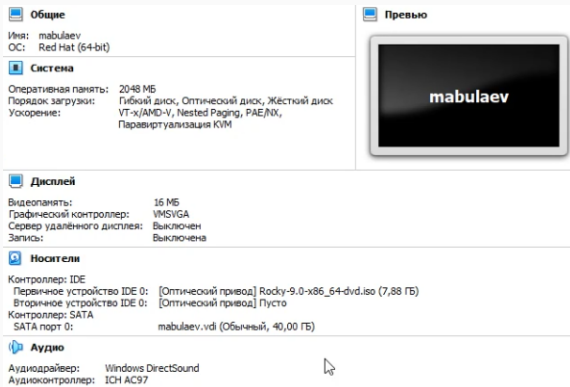 Общие
Имя: mabulaev
ОС: Red Hat (64-bit)
Превью
mabulaev
Система
Оперативная память: 2048 МБ
Порядок загрузки: Гибкий диск, Оптический диск, Жёсткий диск
Ускорение: VT-x/AMD-V, Nested Paging, PAE/NX,
Паравиртуализация KVM
Дисплей
Видеопамять: 16 МБ
Графический контроллер: VMSVGA
Сервер удалённого дисплея: Выключен
Запись: Выключена
Носители
Контроллер: IDE
Первичное устройство IDE 0: [Оптический привод] Rocky-9.0-x86_64-dvd.iso (7,88 ГБ)
Вторичное устройство IDE 0: [Оптический привод] Пусто
Контроллер: SATA
SATA порт 0: mabulaev.vdi (Обычный, 40,00 ГБ)
Аудио
Аудиодрайвер: Windows DirectSound
Аудиоконтроллер: ICH AC97